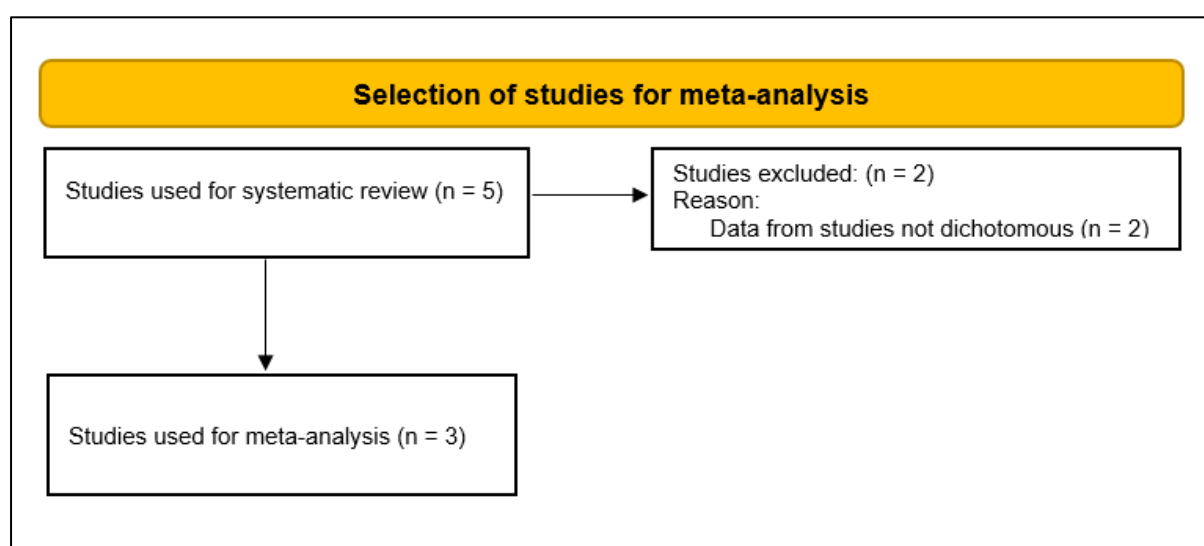 Selection of studies for meta-analysis
Studies used for systematic review (n = 5)
Studies excluded: (n = 2)
Reason:
Data from studies not dichotomous (n = 2)
Studies used for meta-analysis (n = 3)